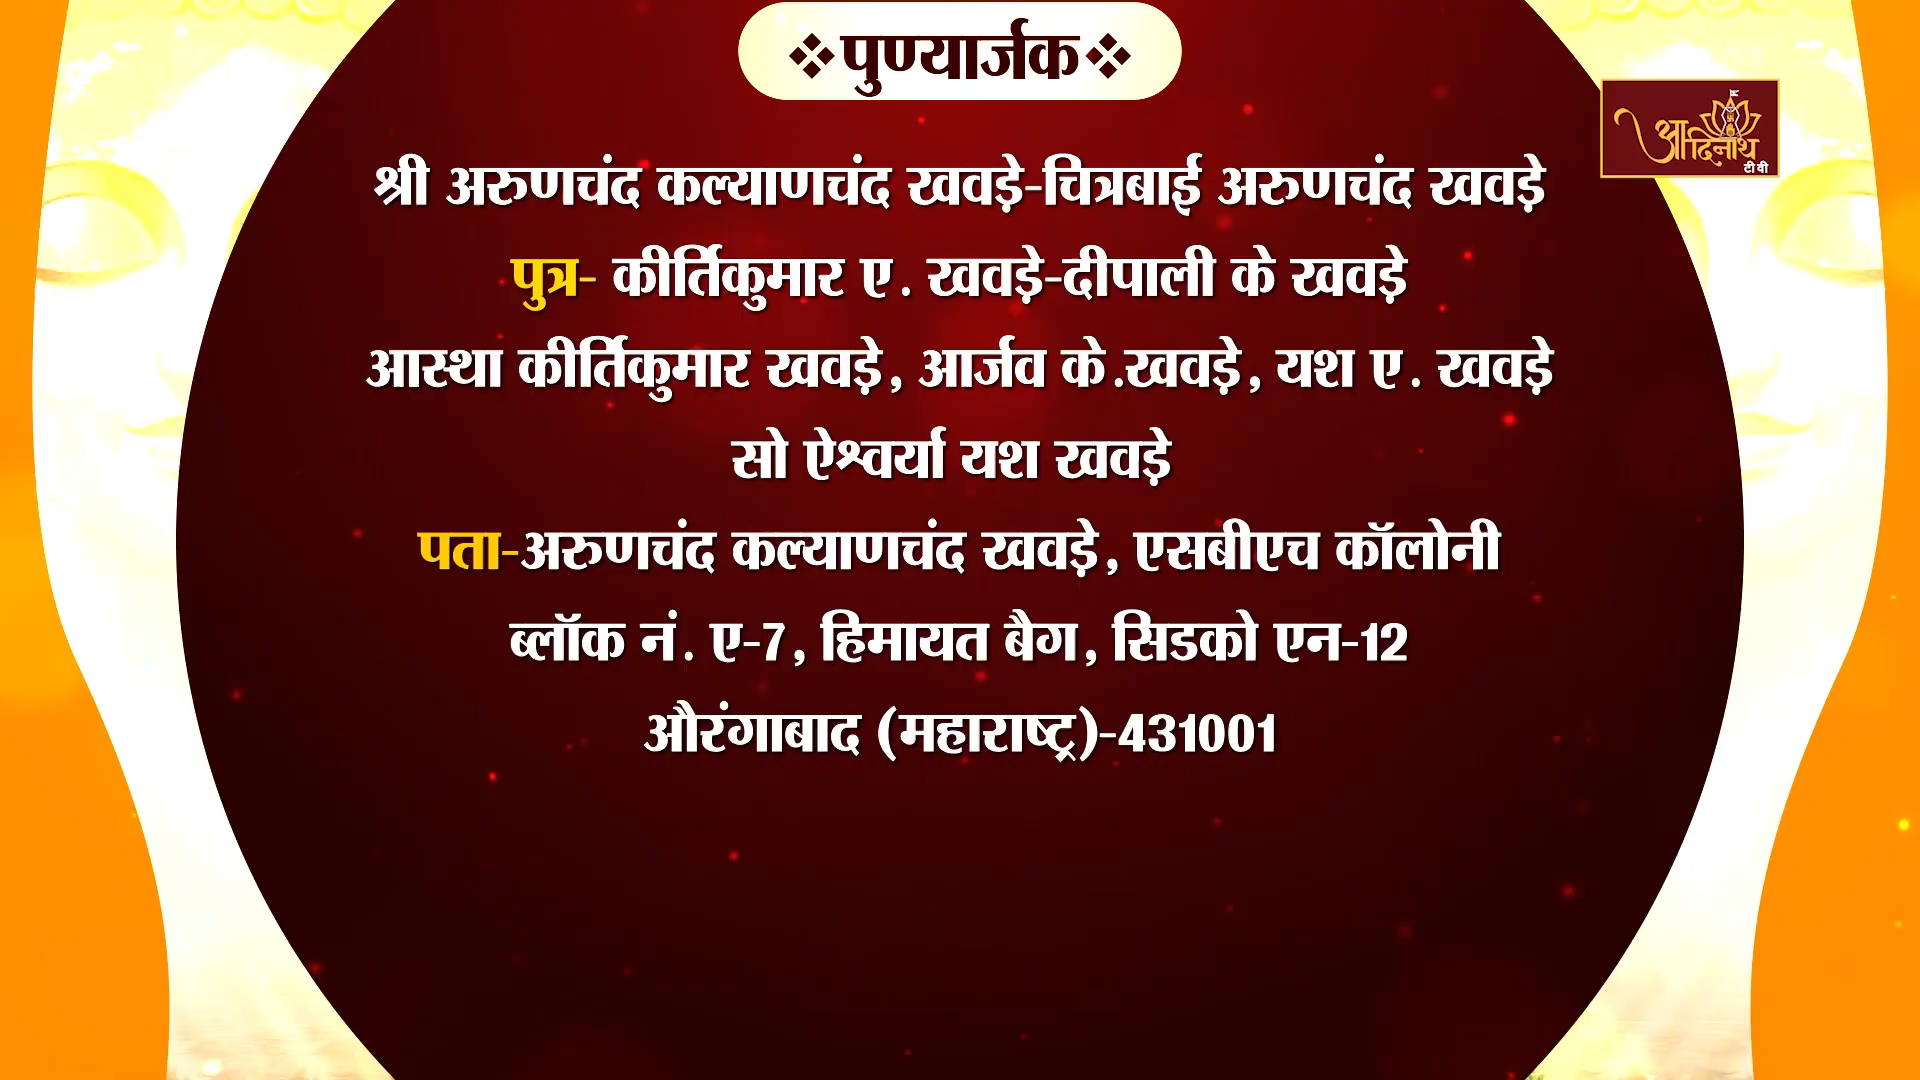 ❖पुण्यार्जक❖
आदिनाथ
टी वी
श्री अरुणचंद कल्याणचंद खवड़े-चित्रबाई अरुणचंद खवड़े
पुत्र- कीर्तिकुमार ए. खवड़े-दीपाली के खवड़े
आस्था कीर्तिकुमार खवड़े, आर्जव के.खवड़े, यश ए. खवड़े
सो ऐश्वर्या यश खवड़े
पता-अरुणचंद कल्याणचंद खवड़े, एसबीएच कॉलोनी
ब्लॉक नं. ए-7, हिमायत बैग, सिडको एन-12
औरंगाबाद (महाराष्ट्र)-431001